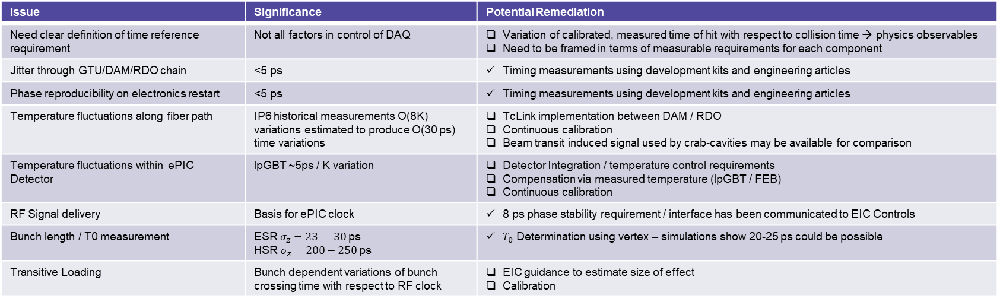 Issue
Significance
Potential Remediation
Need clear definition of time reference
requirement
Not all factors in control of DAQ
❑ Variation of calibrated, measured time of hit with respect to collision time → physics observables
❑ Need to be framed in terms of measurable requirements for each component
Jitter through GTU/DAM/RDO chain
<5 ps
✓ Timing measurements using development kits and engineering articles
Phase reproducibility on electronics restart
<5 ps
✓ Timing measurements using development kits and engineering articles
Temperature fluctuations along fiber path
IP6 historical measurements O(8K)
variations estimated to produce O(30 ps)
time variations
❑ TcLink implementation between DAM / RDO
❑ Continuous calibration
❑ Beam transit induced signal used by crab-cavities may be available for comparison
Temperature fluctuations within ePIC
Detector
lpGBT ~5ps / K variation
❑ Detector Integration / temperature control requirements
❑ Compensation via measured temperature (lpGBT / FEB)
❑ Continuous calibration
RF Signal delivery
Basis for ePIC clock
✓ 8 ps phase stability requirement / interface has been communicated to EIC Controls
Bunch length / T0 measurement
ESR σz = 23 – 30 ps
HSR σz = 200 – 250 ps
✓ T0 Determination using vertex – simulations show 20-25 ps could be possible
Transitive Loading
Bunch dependent variations of bunch
crossing time with respect to RF clock
❑ EIC guidance to estimate size of effect
❑ Calibration